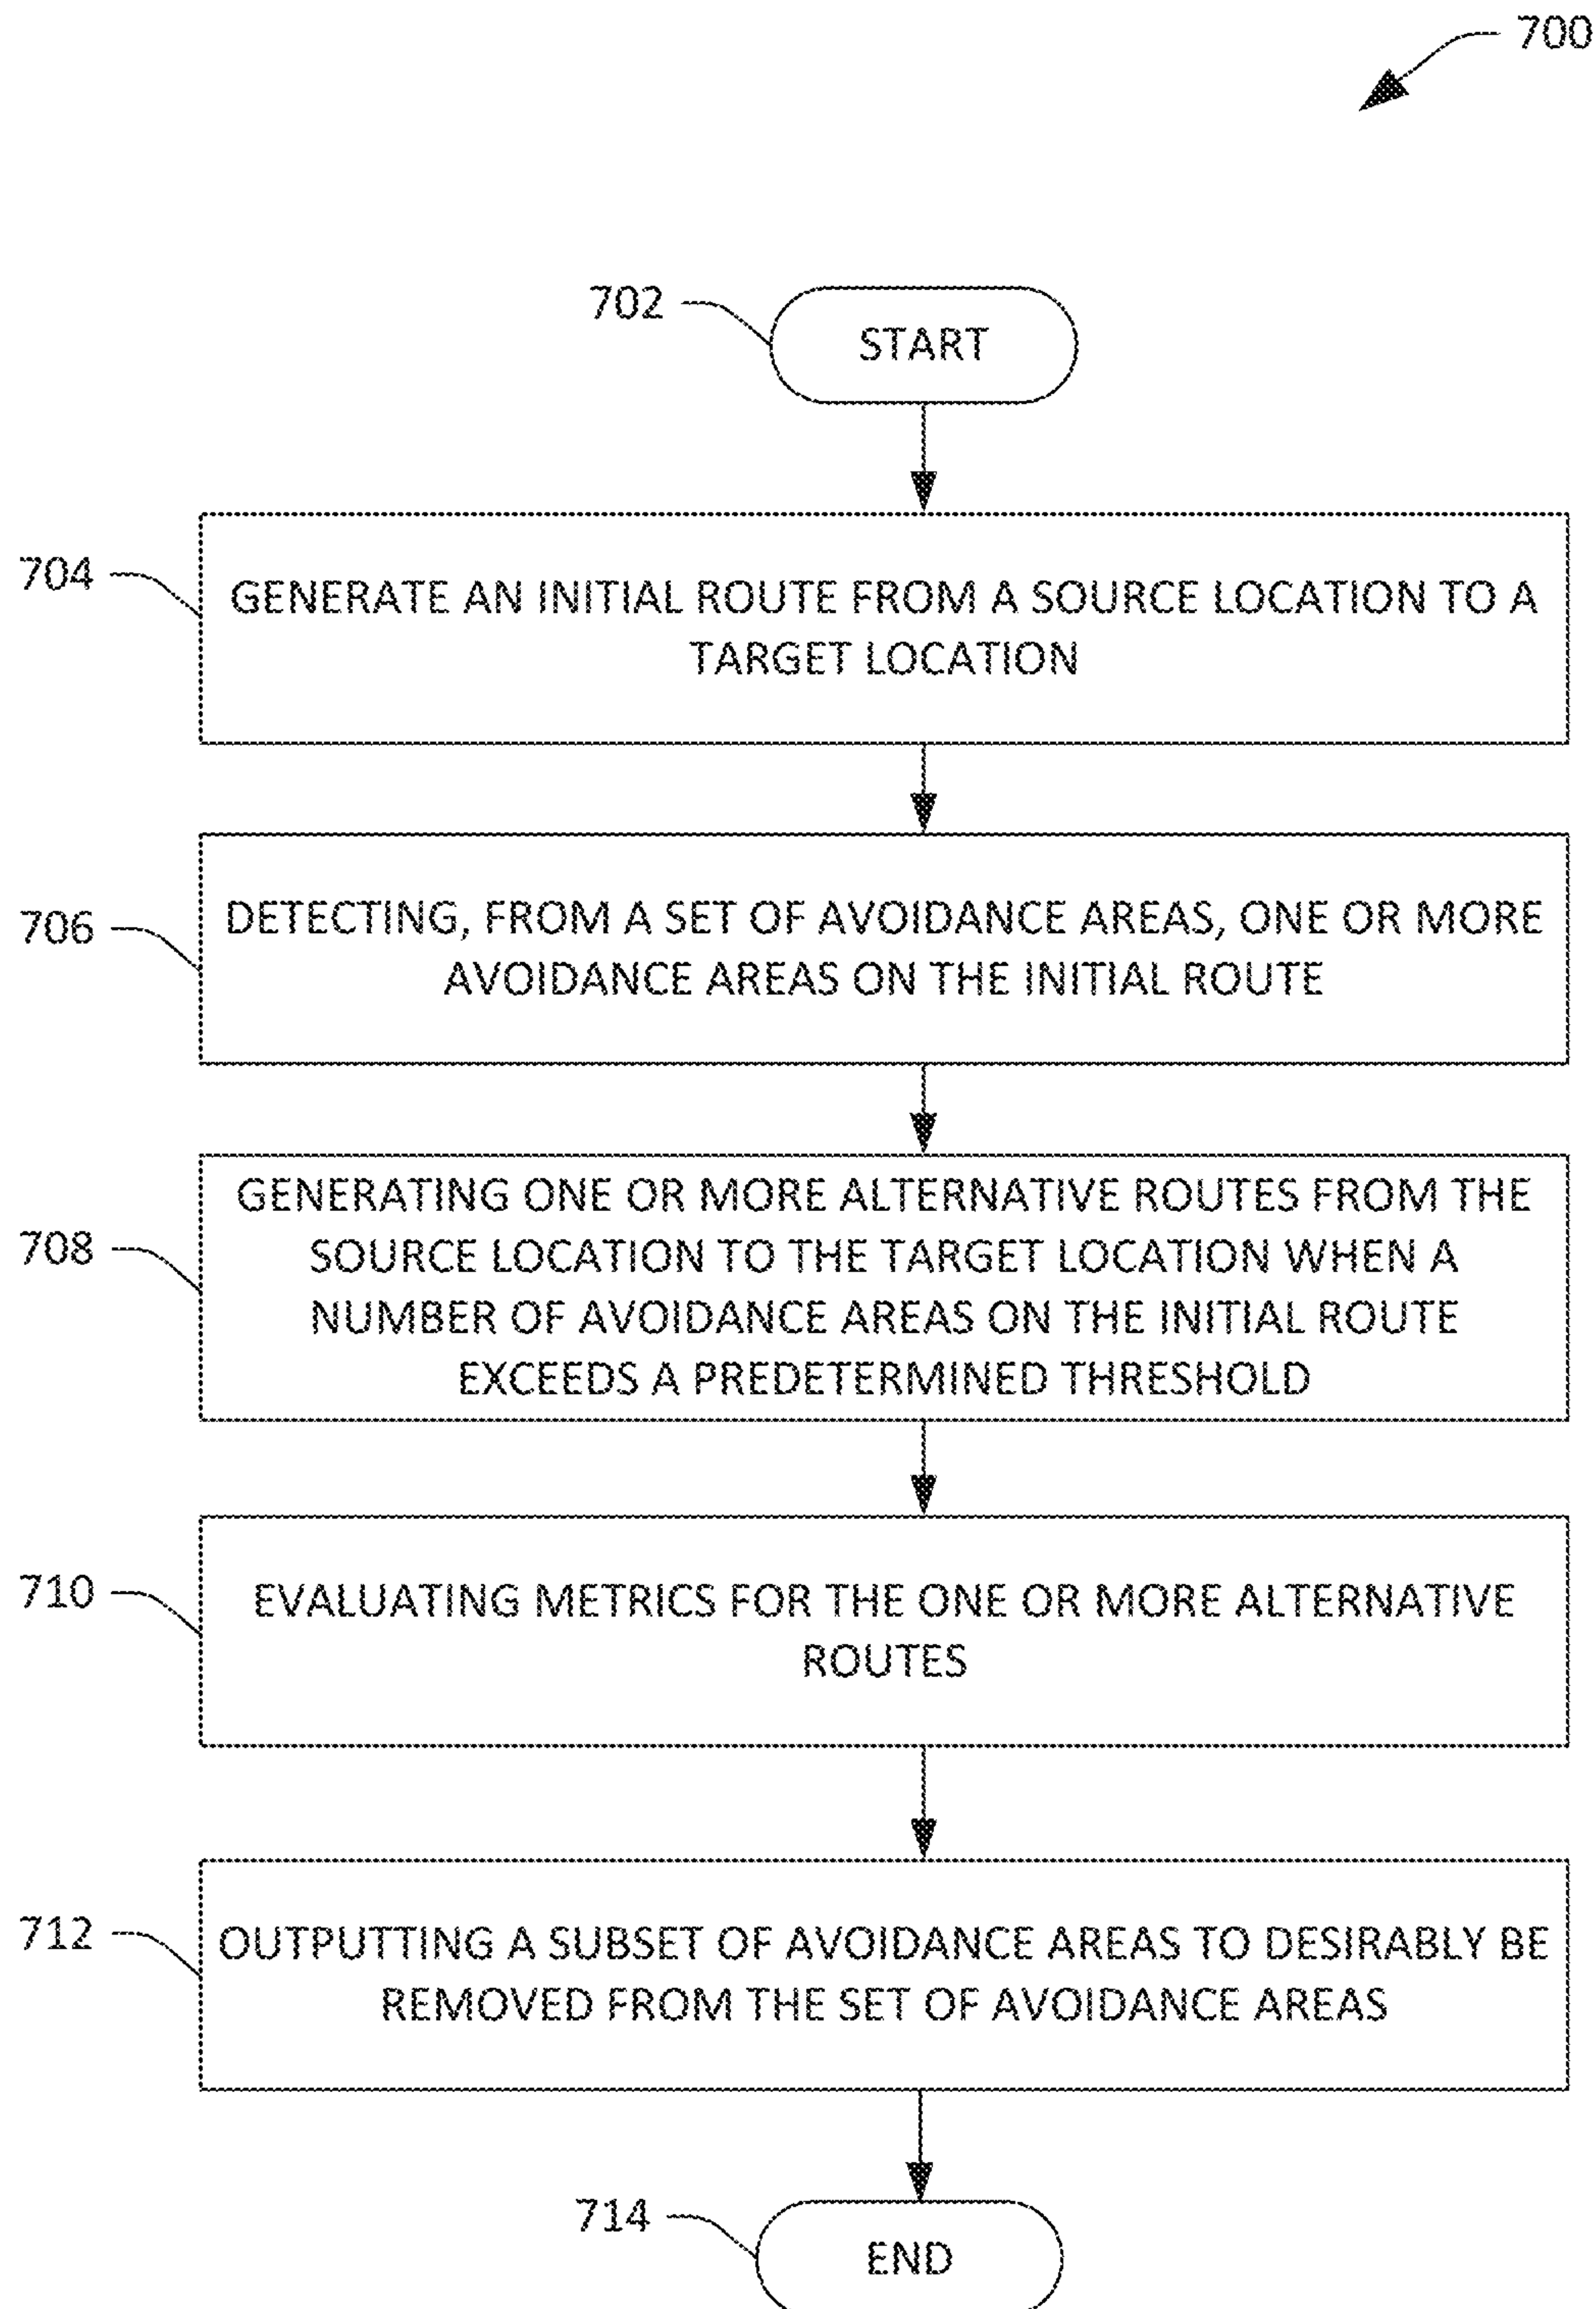 700
702
START
704
GENERATE AN INITIAL ROUTE FROM A SOURCE LOCATION TO A
TARGET LOCATION
706
DETECTING, FROM A SET OF AVOIDANCE AREAS, ONE OR MORE
AVOIDANCE AREAS ON THE INITIAL ROUTE
708
GENERATING ONE OR MORE ALTERNATIVE ROUTES FROM THE
SOURCE LOCATION TO THE TARGET LOCATION WHEN A
NUMBER OF AVOIDANCE AREAS ON THE INITIAL ROUTE
EXCEEDS A PREDETERMINED THRESHOLD
710
EVALUATING METRICS FOR THE ONE OR MORE ALTERNATIVE
ROUTES
712
OUTPUTTING A SUBSET OF AVOIDANCE AREAS TO DESIRABLY BE
REMOVED FROM THE SET OF AVOIDANCE AREAS
714
END